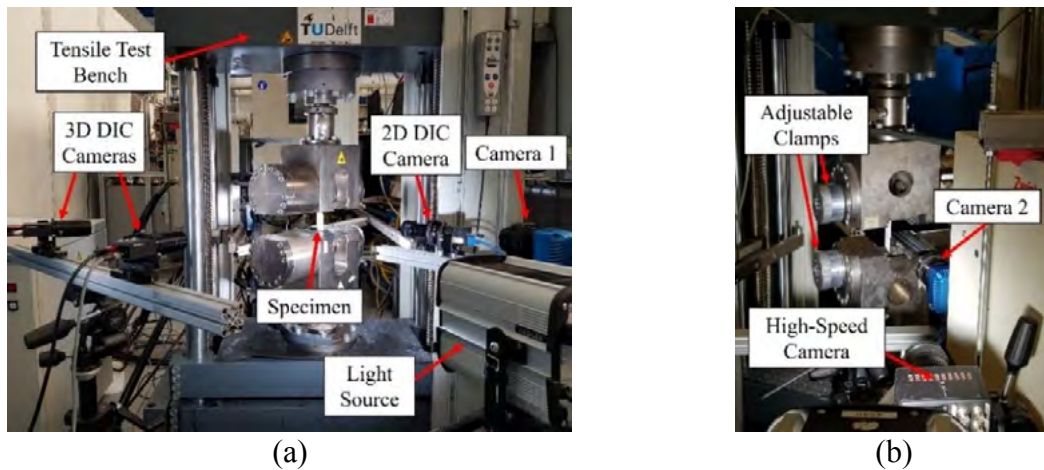 TUDelft
Tensile Test
Bench
3D DIC
Cameras
2D DIC
Camera
Camera 1
Specimen
Light
Source
(a)
Adjustable
Clamps
Camera 2
High-Speed
Camera
(b)